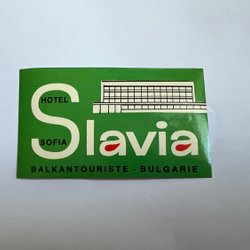 HOTEL
Slavia
SOFIA
BALKANTOURISTE - BULGARIE